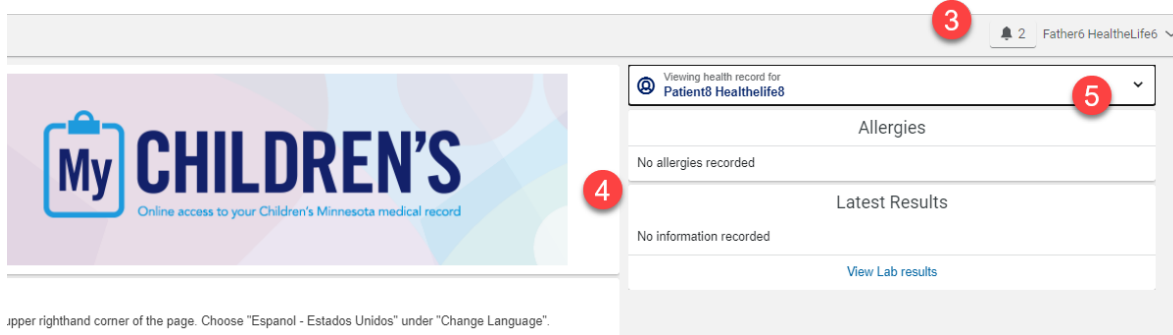 3
2 Father6 HealtheLife6
Viewing health record for
Patient8 Healthelife8
5
My CHILDREN'S
Online access to your Children's Minnesota medical record
4
Allergies
No allergies recorded
Latest Results
No information recorded
View Lab results
upper righthand corner of the page. Choose "Espanol - Estados Unidos" under "Change Language".